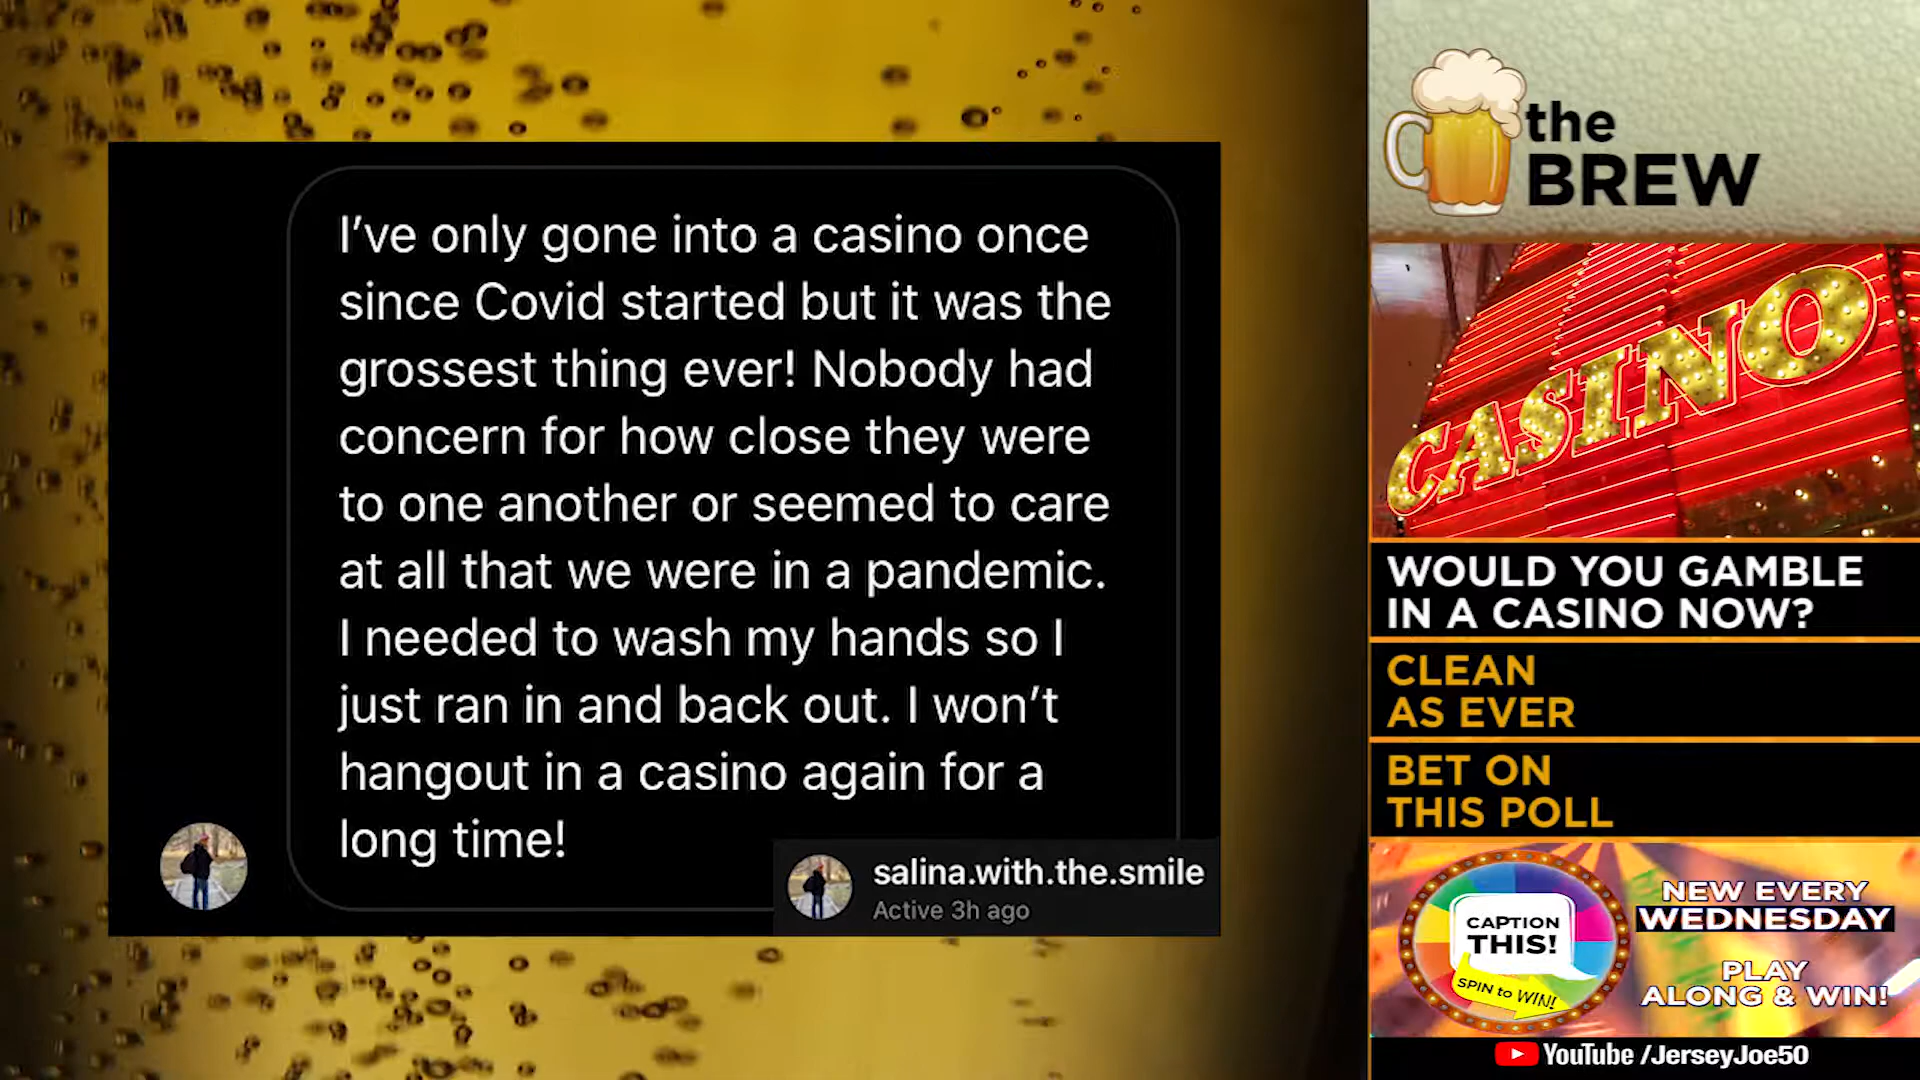 I've only gone into a casino once
since Covid started but it was the
grossest thing ever! Nobody had
concern for how close they were
to one another or seemed to care
at all that we were in a pandemic.
I needed to wash my hands so I
just ran in and back out. I won't
hangout in a casino again for a
long time!
salina.with.the.smile
Active 3h ago
the
BREW
CASINO
WOULD YOU GAMBLE
IN A CASINO NOW?
CLEAN
AS EVER
BET ON
THIS POLL
CAPTION
THIS!
SPIN to WIN!
NEW EVERY
WEDNESDAY
PLAY
ALONG & WIN!
YouTube /JerseyJoe50